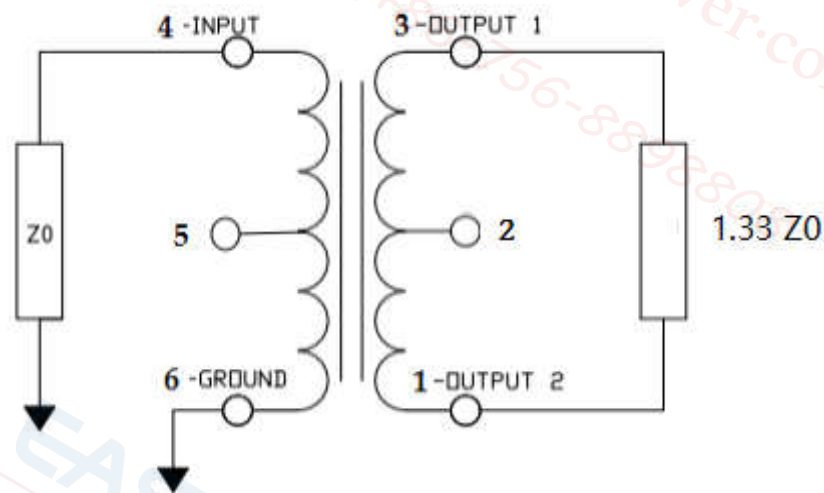 4 -INPUT
3-OUTPUT 1
Z0
5
2
1.33 Z0
6 -GROUND
1-OUTPUT 2